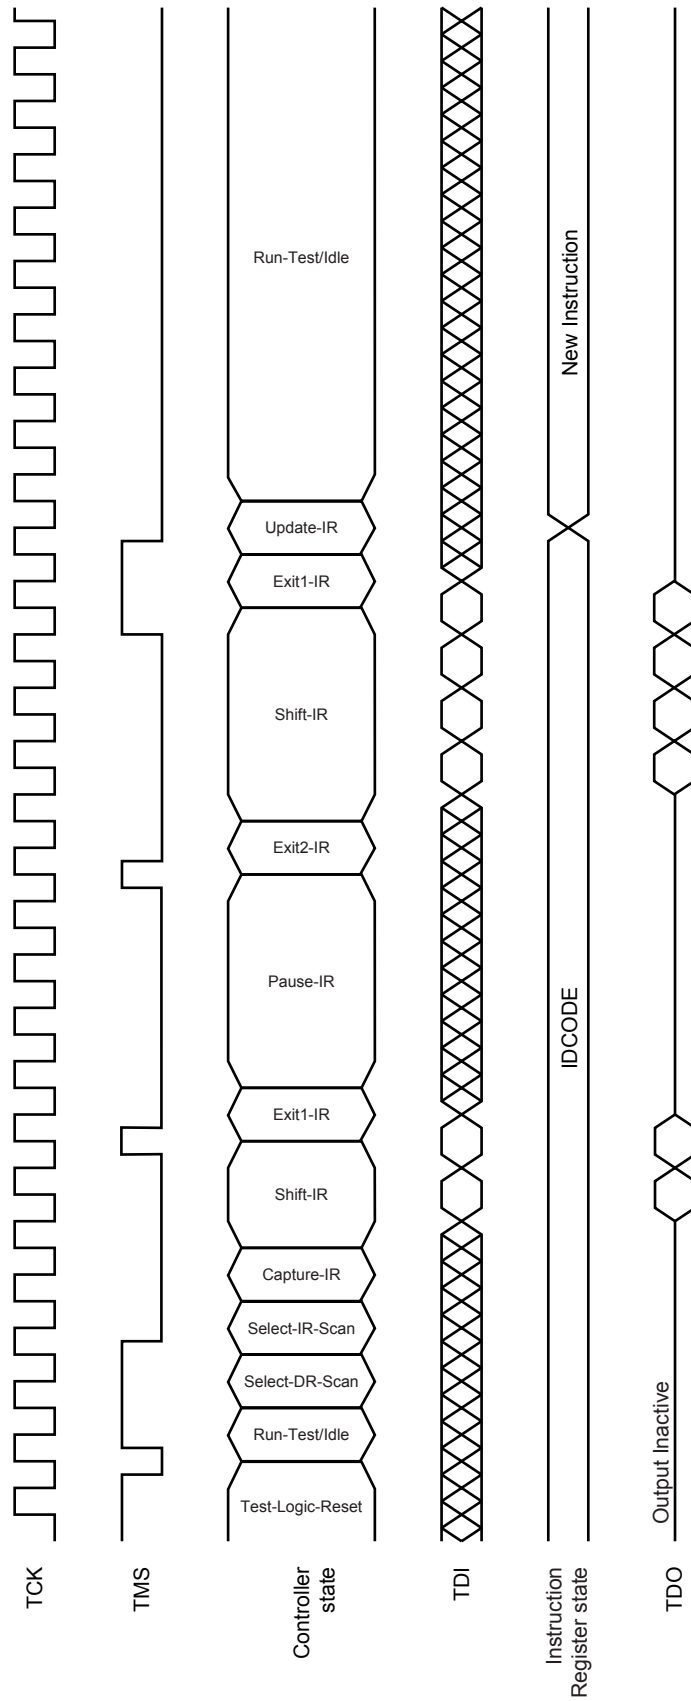 Run-Test/Idle
New Instruction
Update-IR
Exit1-IR
Shift-IR
Exit2-IR
Pause-IR
IDCODE
Exit1-IR
Shift-IR
Capture-IR
Select-IR-Scan
Select-DR-Scan
Run-Test/Idle
Test-Logic-Reset
Output Inactive
TCK
TMS
Controller
state
TDI
Instruction
Register state
TDO